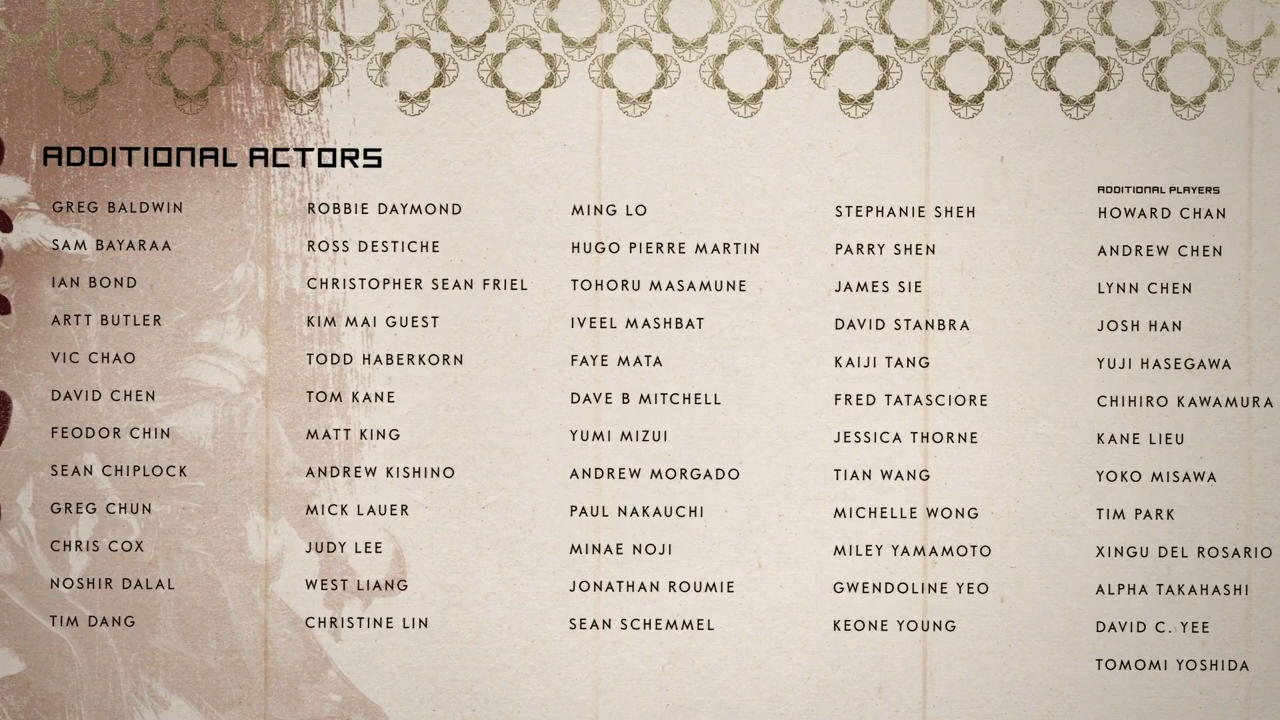 ADDITIONAL ACTORS
GREG BALDWIN
SAM BAYARAA
IAN BOND
ARTT BUTLER
VIC CHAO
DAVID CHEN
FEODOR CHIN
SEAN CHIPLOCK
GREG CHUN
CHRIS COX
NOSHIR DALAL
TIM DANG
ROBBIE DAYMOND
ROSS DESTICHE
CHRISTOPHER SEAN FRIEL
KIM MAI GUEST
TODD HABERKORN
TOM KANE
MATT KING
ANDREW KISHINO
MICK LAUER
JUDY LEE
WEST LIANG
CHRISTINE LIN
MING LO
HUGO PIERRE MARTIN
TOHORU MASAMUNE
IVEEL MASHBAT
FAYE MATA
DAVE B MITCHELL
YUMI MIZUI
ANDREW MORGADO
PAUL NAKAUCHI
MINAE NOJI
JONATHAN ROUMIE
SEAN SCHEMMEL
STEPHANIE SHEH
PARRY SHEN
JAMES SIE
DAVID STANBRA
KAIJI TANG
FRED TATASCIORE
JESSICA THORNE
TIAN WANG
MICHELLE WONG
MILEY YAMAMOTO
GWENDOLINE YEO
KEONE YOUNG
ADDITIONAL PLAYERS
HOWARD CHAN
ANDREW CHEN
LYNN CHEN
JOSH HAN
YUJI HASEGAWA
CHIHIRO KAWAMURA
KANE LIEU
YOKO MISAWA
TIM PARK
XINGU DEL ROSARIO
ALPHA TAKAHASHI
DAVID C. YEE
TOMOMI YOSHIDA